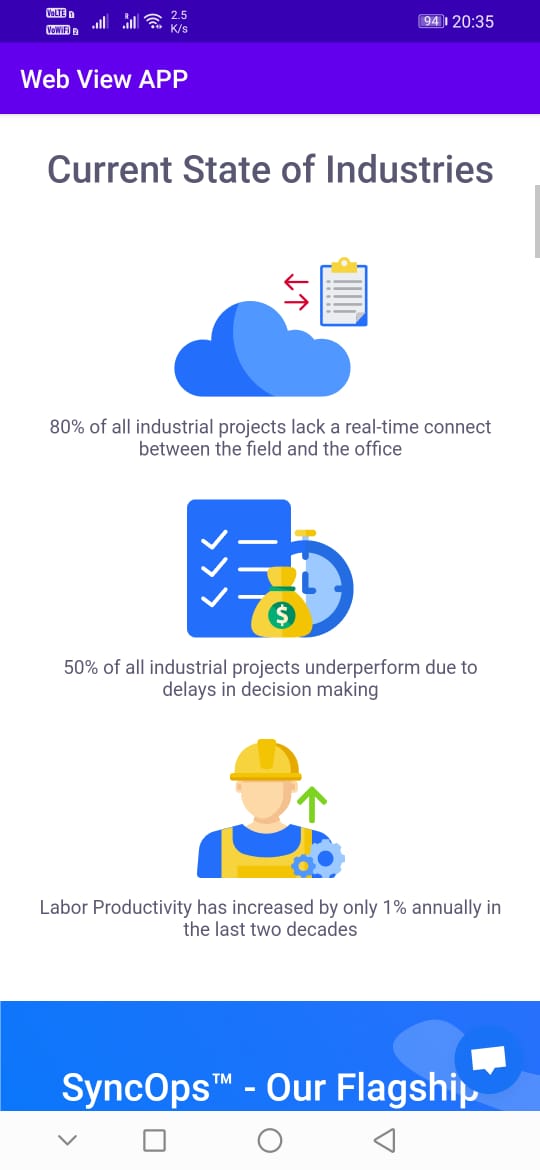 VoLTE 1
VoWiFi 2
R
2.5
K/s
94
20:35
Web View APP
Current State of Industries
80% of all industrial projects lack a real-time connect
between the field and the office
$
50% of all industrial projects underperform due to
delays in decision making
Labor Productivity has increased by only 1% annually in
the last two decades
SyncOps™ - Our Flagship